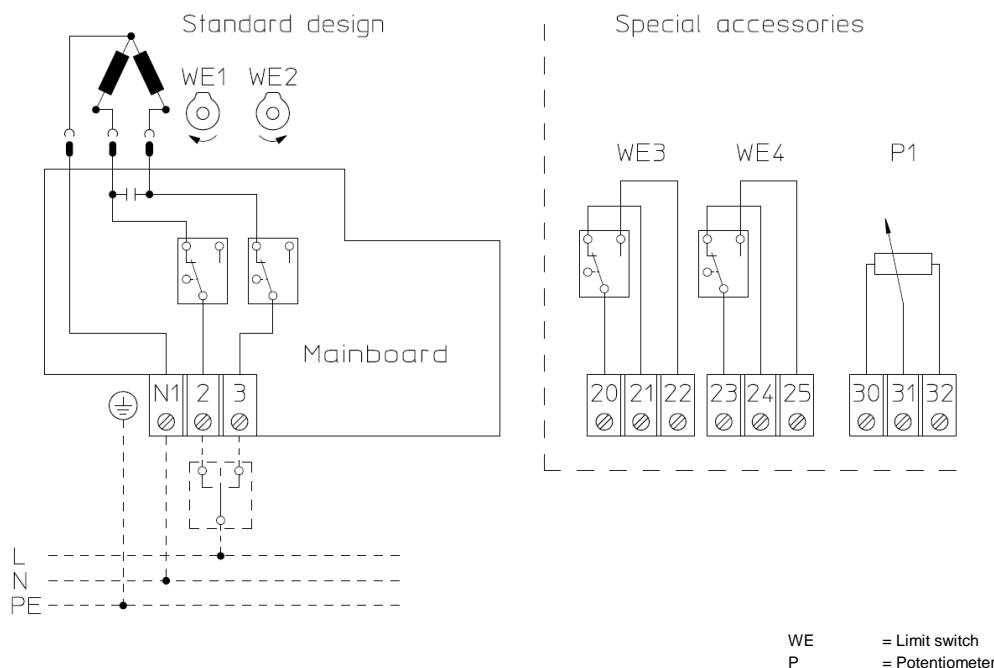 Standard design
Special accessories
WE1 WE2
WE3 WE4 P1
Mainboard
N1 2 3
20 21 22 23 24 25 30 31 32
L
N
PE
WE = Limit switch
P = Potentiometer